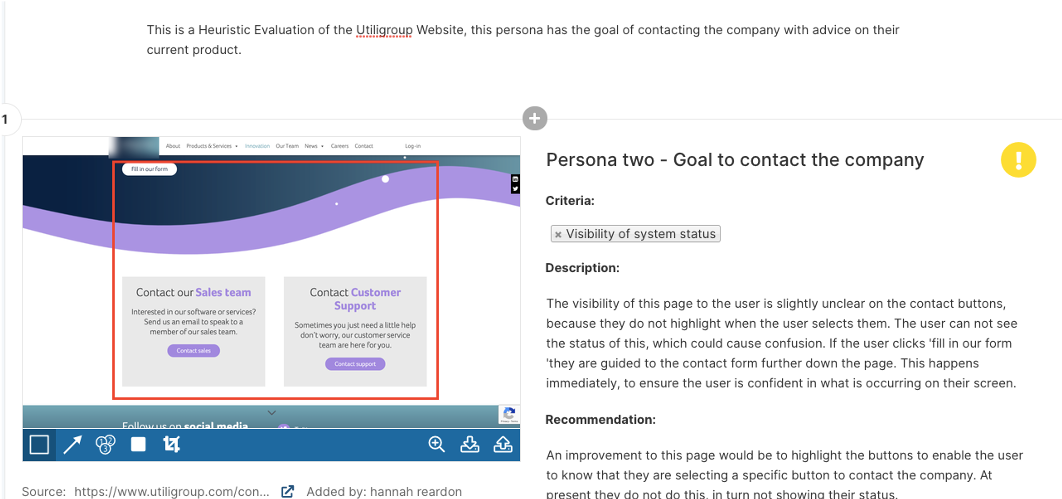 This is a Heuristic Evaluation of the Utiligroup Website, this persona has the goal of contacting the company with advice on their
current product.
1
About Products & Services Innovation Our Team News Careers Contact Log-in
Fill in our form
Contact our Sales team
Interested in our software or services?
Send us an email to speak to a
member of our sales team.
Contact sales
Contact Customer
Support
Sometimes you just need a little help
don't worry, our customer service
team are here for you.
Contact support
Follow us on social media
Source: https://www.utiligroup.com/con... Added by: hannah reardon
Persona two - Goal to contact the company
Criteria:
× Visibility of system status
Description:
The visibility of this page to the user is slightly unclear on the contact buttons,
because they do not highlight when the user selects them. The user can not see
the status of this, which could cause confusion. If the user clicks 'fill in our form
'they are guided to the contact form further down the page. This happens
immediately, to ensure the user is confident in what is occurring on their screen.
Recommendation:
An improvement to this page would be to highlight the buttons to enable the user
to know that they are selecting a specific button to contact the company. At
present they do not do this, in turn not showing their status.